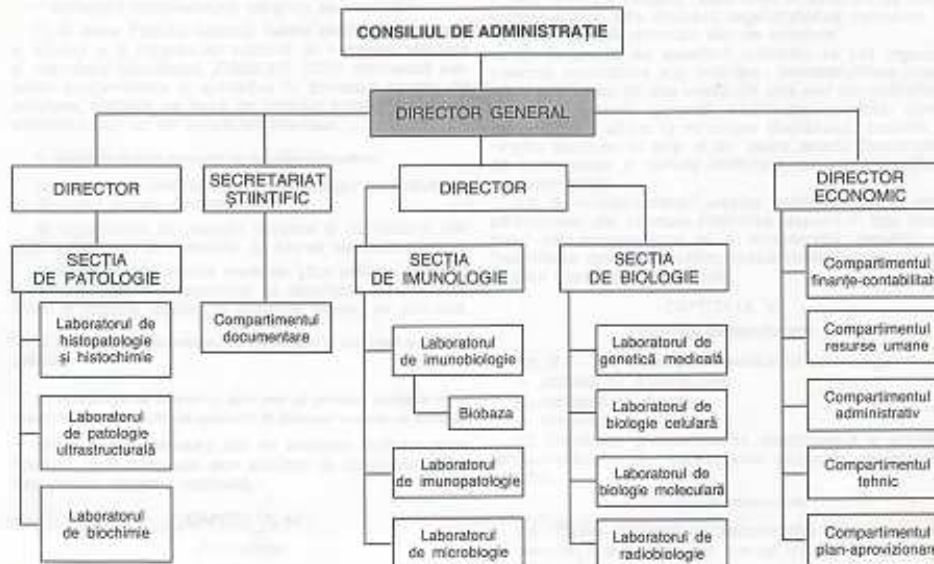 CONSILIUL DE ADMINISTRAȚIE
DIRECTOR GENERAL
DIRECTOR
SECRETARIAT
ȘTIINȚIFIC
DIRECTOR
DIRECTOR
ECONOMIC
SECȚIA
DE PATOLOGIE
Laboratorul de
histopatologie
și histochimie
Laboratorul
de patologie
ultrastructurală
Laboratorul
de biochimie
Compartimentul
documentare
SECȚIA
DE IMUNOLOGIE
Laboratorul
de imunobiologie
Biobaza
Laboratorul
de imunopatologie
Laboratorul
de microbiogie
SECȚIA
DE BIOLOGIE
Laboratorul de
genetică medicală
Laboratorul de
biologie celulară
Laboratorul de
biologie moleculară
Laboratorul de
radiobiologie
Compartimentul
finanțe-contabilitat
Compartimentul
resurse umane
Compartimentul
administrativ
Compartimentul
tehnic
Compartimentul
plan-aprovizionare